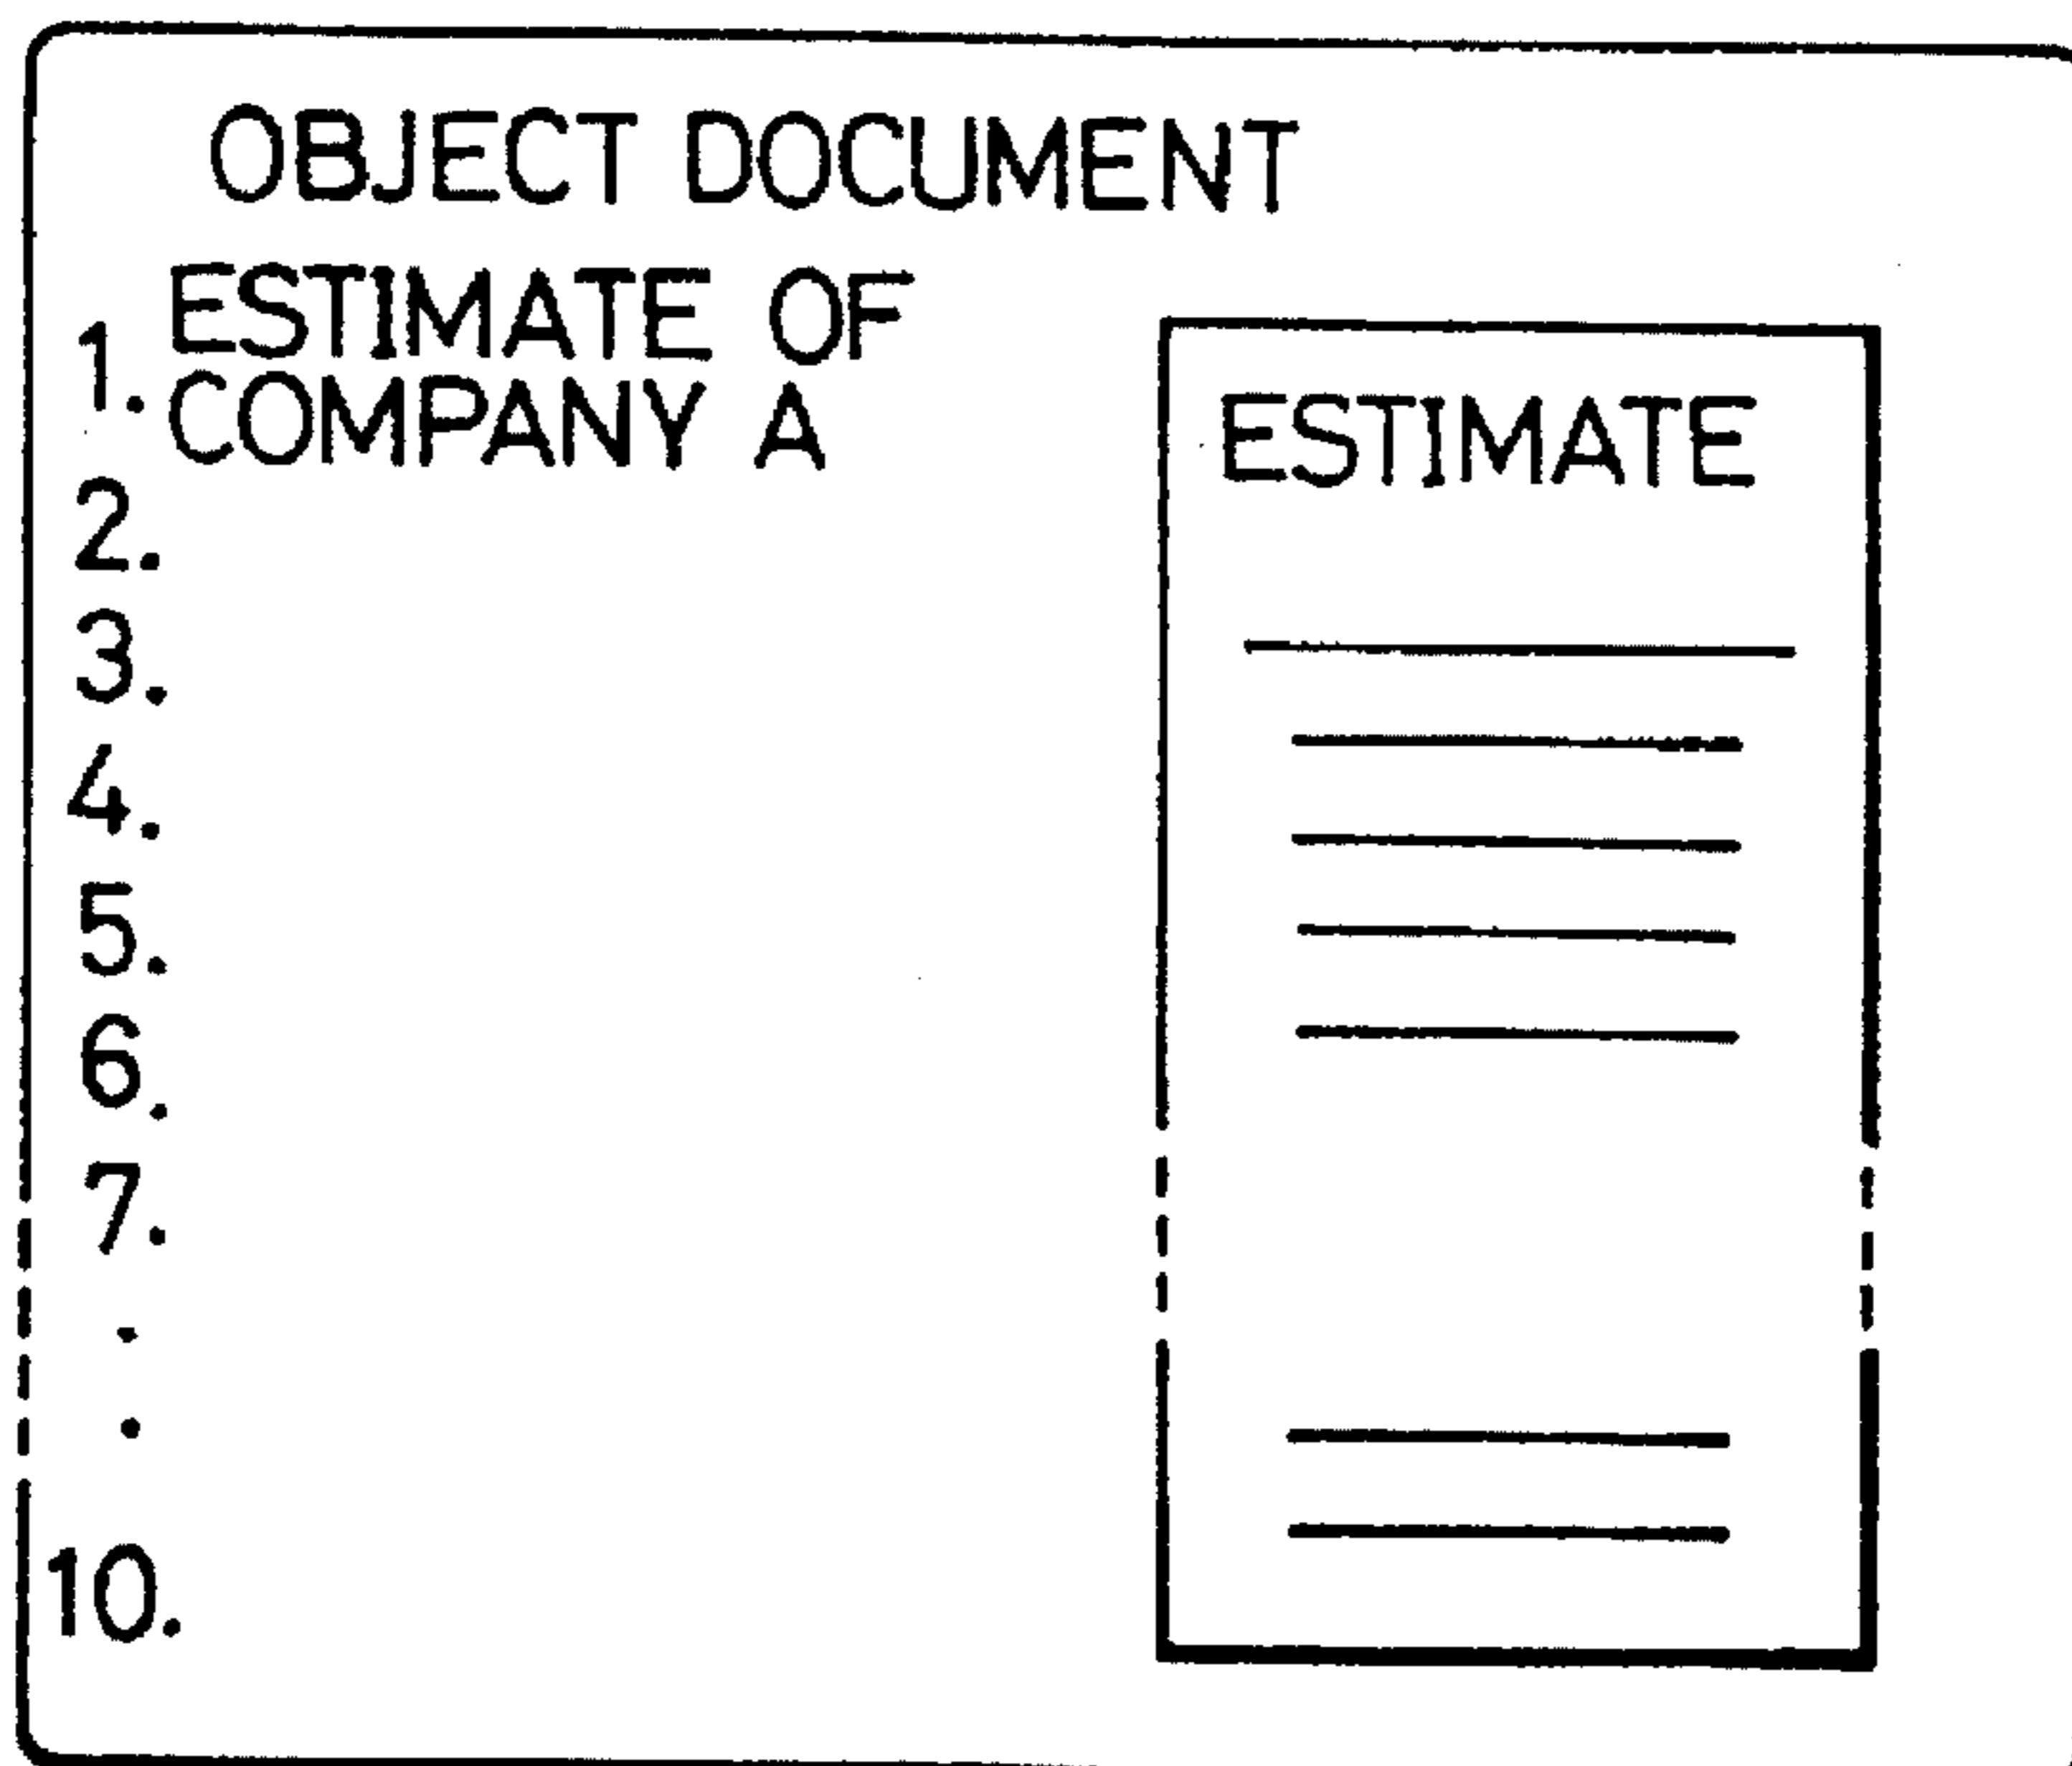 OBJECT DOCUMENT
1. ESTIMATE OF
COMPANY A
2.
3.
4.
5.
6.
7.
.
.
10.
ESTIMATE